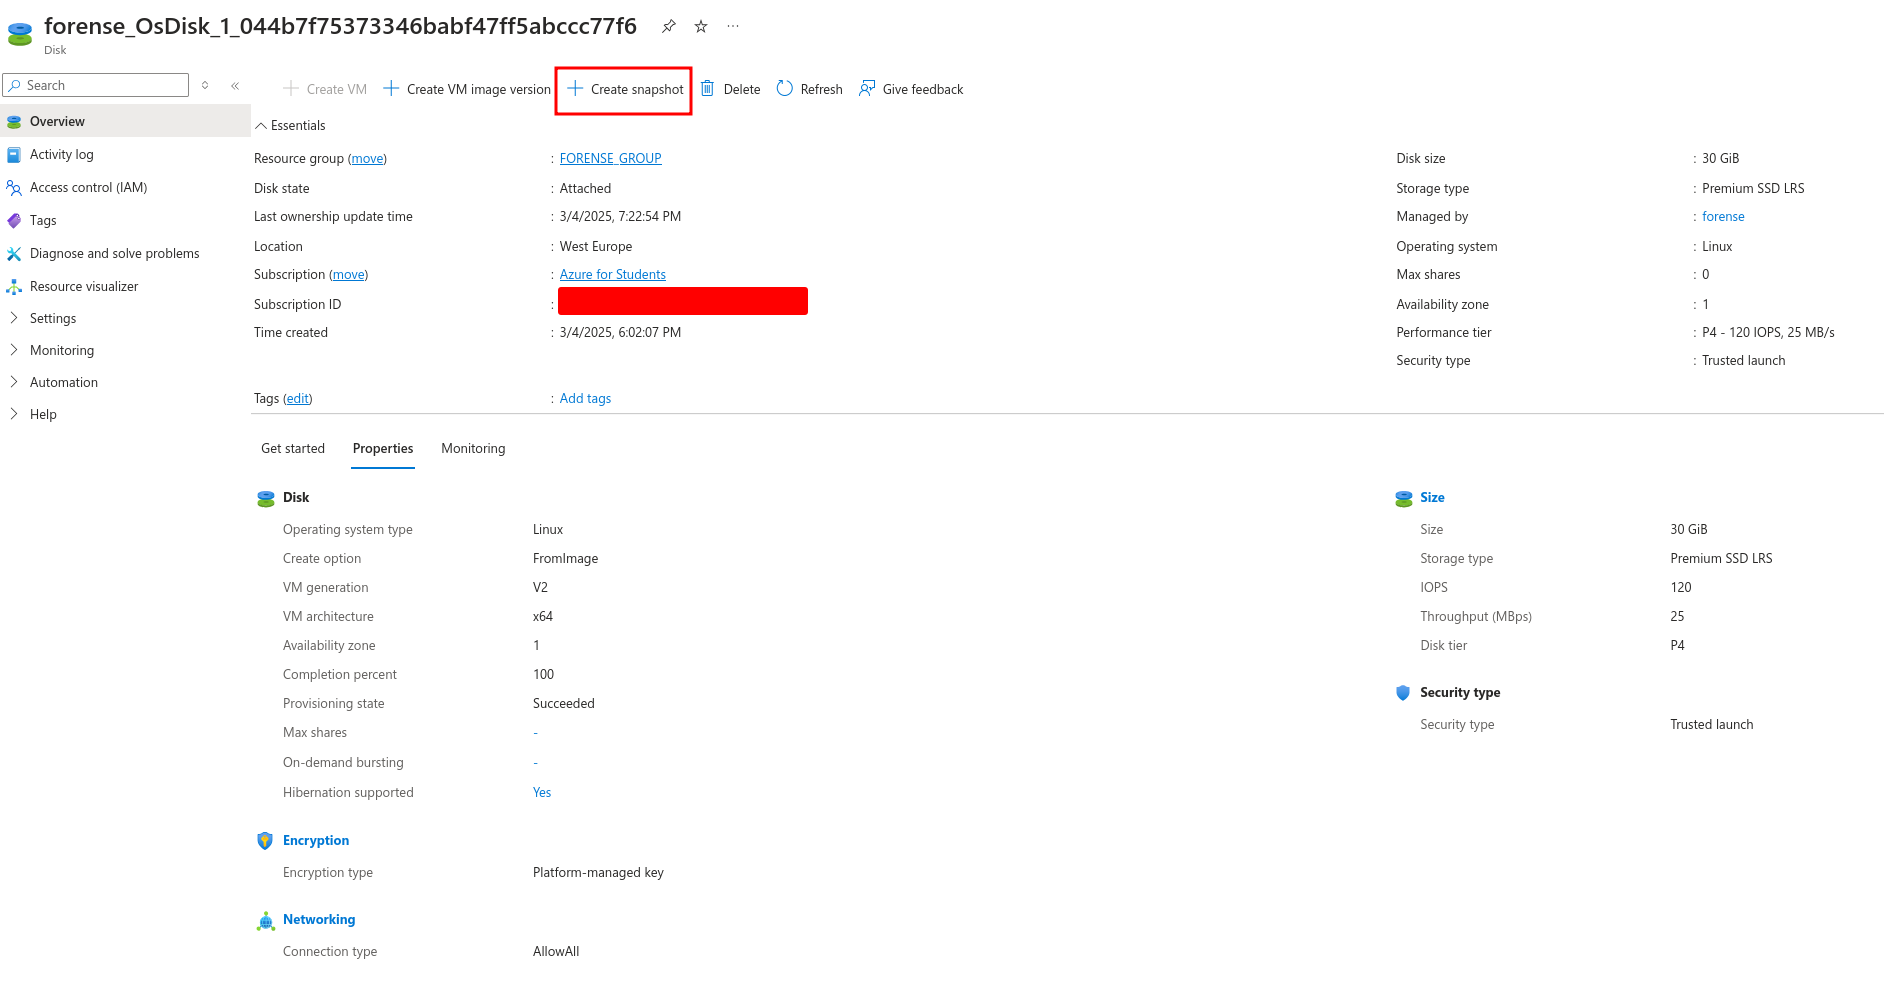 forense_OsDisk_1_044b7f75373346babf47ff5abccc77f6
Disk
Search
Create VM
Create VM image version
Create snapshot
Delete
Refresh
Give feedback
Overview
Activity log
Access control (IAM)
Tags
Diagnose and solve problems
Resource visualizer
Settings
Monitoring
Automation
Help
Essentials
Resource group (move) : FORENSE_GROUP
Disk state : Attached
Last ownership update time : 3/4/2025, 7:22:54 PM
Location : West Europe
Subscription (move) : Azure for Students
Subscription ID :
Time created : 3/4/2025, 6:02:07 PM
Disk size : 30 GiB
Storage type : Premium SSD LRS
Managed by : forense
Operating system : Linux
Max shares : 0
Availability zone : 1
Performance tier : P4 - 120 IOPS, 25 MB/s
Security type : Trusted launch
Tags (edit) : Add tags
Get started Properties Monitoring
Disk
Operating system type Linux
Create option FromImage
VM generation V2
VM architecture x64
Availability zone 1
Completion percent 100
Provisioning state Succeeded
Max shares -
On-demand bursting -
Hibernation supported Yes
Encryption
Encryption type Platform-managed key
Networking
Connection type AllowAll
Size
Size 30 GiB
Storage type Premium SSD LRS
IOPS 120
Throughput (MBps) 25
Disk tier P4
Security type
Security type Trusted launch